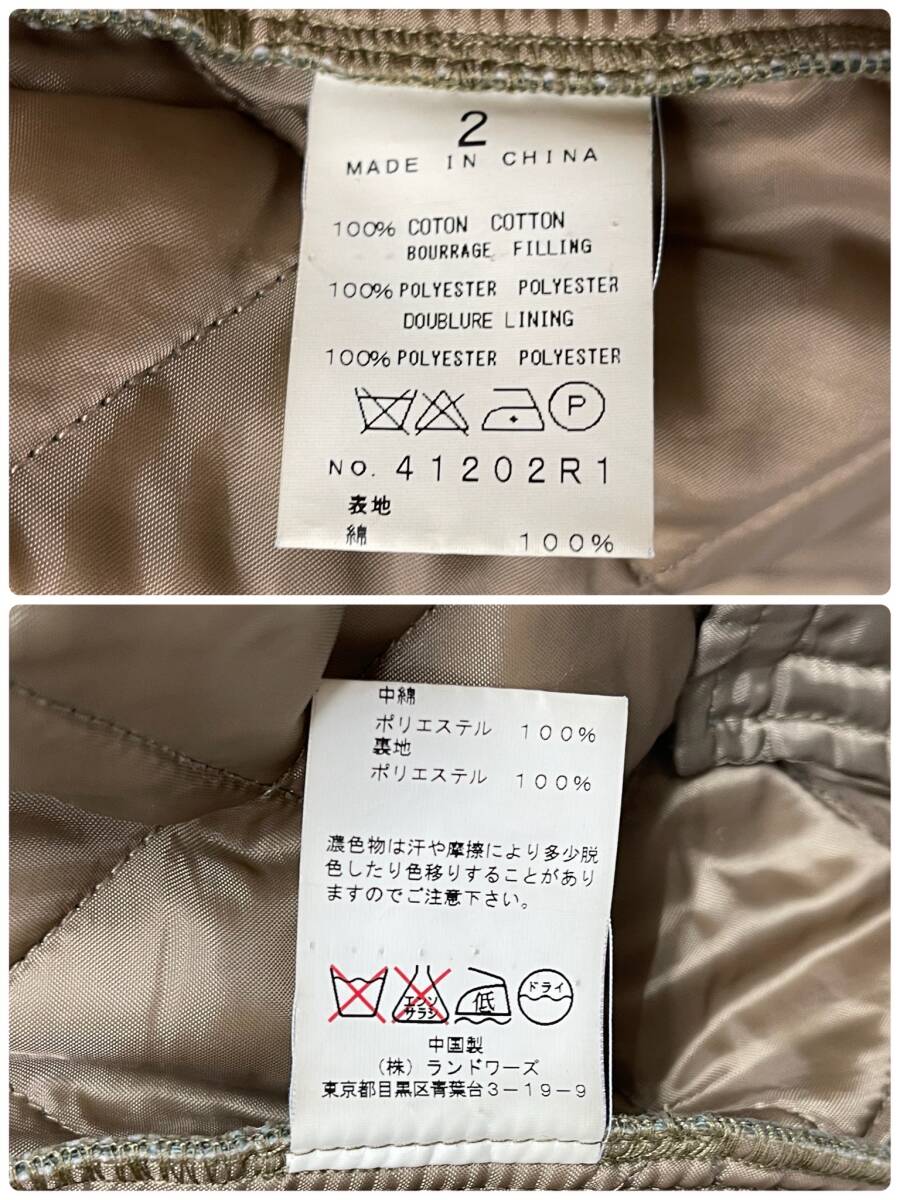 2
MADE IN CHINA
100% COTON COTTON
BOURRAGE FILLING
100% POLYESTER POLYESTER
DOUBLURE LINING
100% POLYESTER POLYESTER
P
NO. 41202R1
表地
綿 100%
中綿
ポリエステル 100%
裏地
ポリエステル 100%
濃色物は汗や摩擦により多少脱
色したり色移りすることがあり
ますのでご注意下さい。
エンソ
サラシ
低
ドライ
中国製
(株) ランドワーズ
東京都目黒区青葉台3-19-9